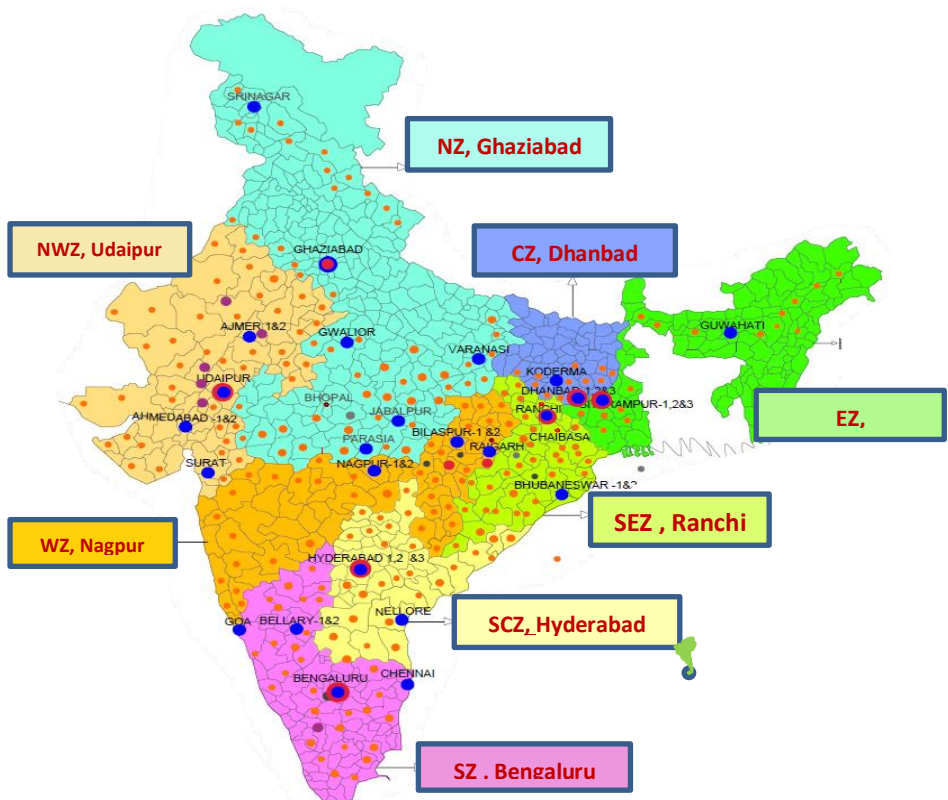 SRINAGAR
NZ, Ghaziabad
NWZ, Udaipur
CZ, Dhanbad
GHAZIABAD
AJMER 1&2
GWALIOR
GUWAHATI
VARANASI
KODERMA
UDAIPUR
DHANBAD-1,2&3
BHOPAL
RAMPUR-1,2&3
RANCHI
AHMEDABAD -1&2
JABALPUR
EZ,
BILASPUR-1 &2
CHAIBASA
PARASIA
RAIGARH
SURAT
NAGPUR-1&2
BHUBANESWAR -1&2
SEZ , Ranchi
WZ, Nagpur
HYDERABAD 1,2 &3
NELLORE
GOA
BELLARY-1&2
SCZ, Hyderabad
BENGALURU
CHENNAI
SZ , Bengaluru